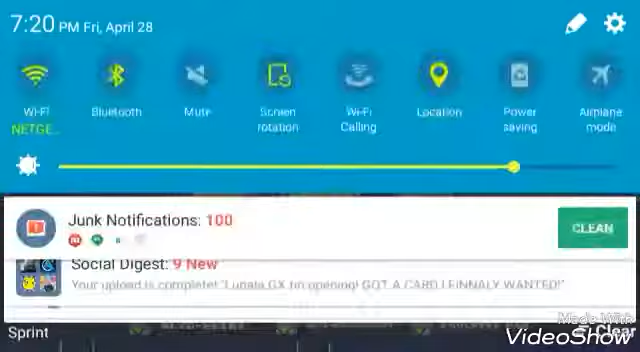 7:20 PM Fri, April 28
Wi-Fi
NETGE...
Bluetooth
Mute
Screen
rotation
Wi-Fi
Calling
Location
Power
saving
Airplane
mode
Junk Notifications: 100
CLEAN
Social Digest: 9 New
Your upload is complete! "Lunala GX tin opening! GOT A CARD I FINNALY WANTED!"
Made With
Sprint
Clear
VideoShow